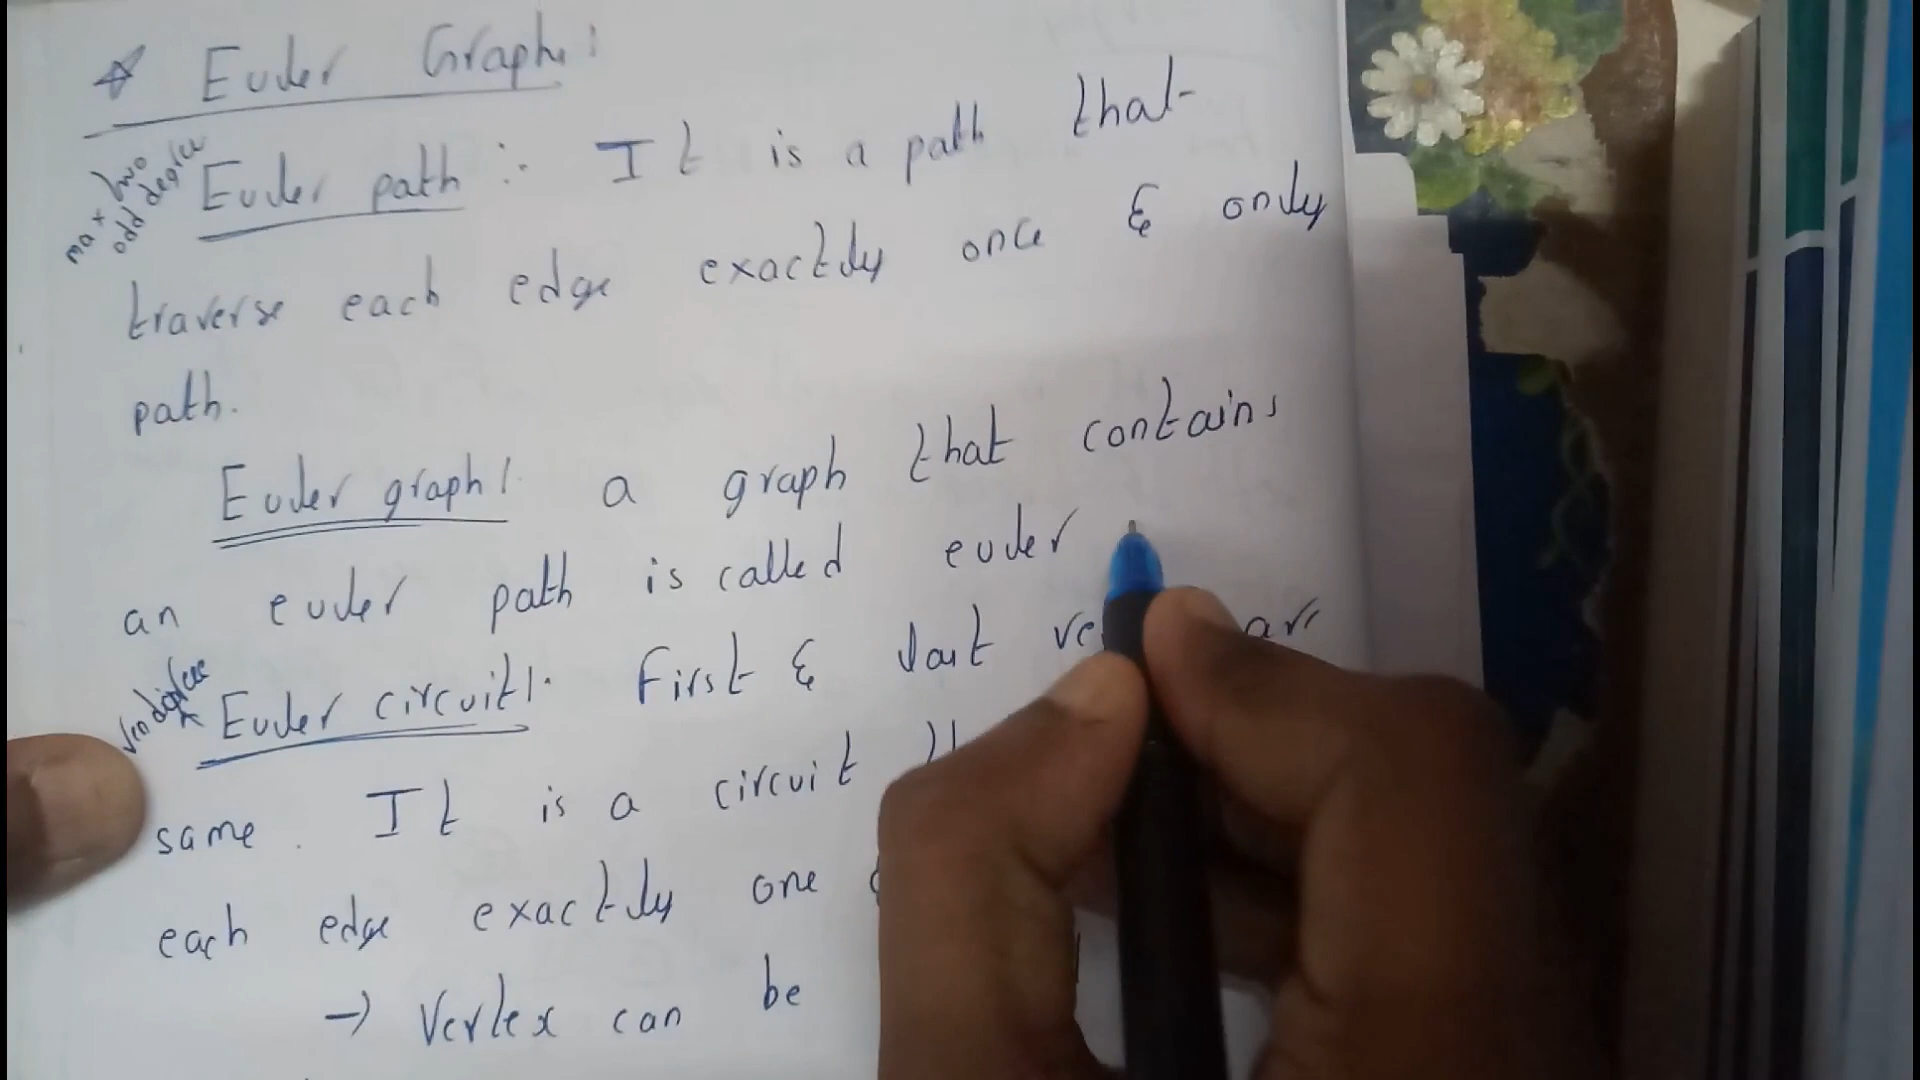 Euler Graph:
max two
odd degree
Euler path :- It is a path that
traverse each edge exactly once & only
path.
Euler graph: a graph that contains
an euler path is called euler
Euler circuit: First & last are
same. It is a circuit
each edge exactly one
→ Vertex can be